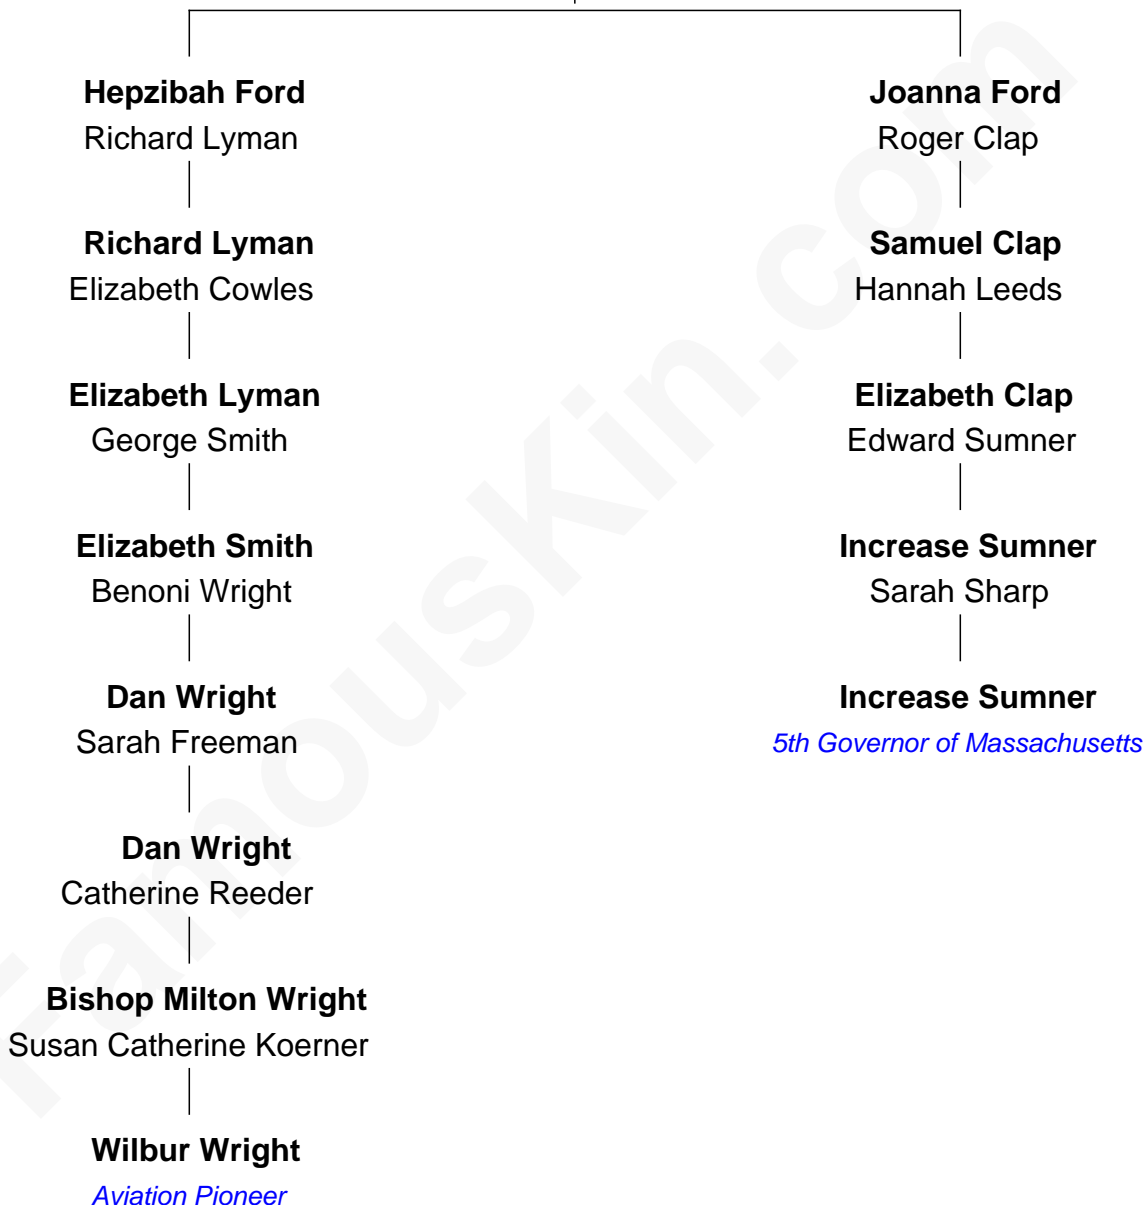 Hepzibah Ford
Richard Lyman
Richard Lyman
Elizabeth Cowles
Elizabeth Lyman
George Smith
Elizabeth Smith
Benoni Wright
Dan Wright
Sarah Freeman
Dan Wright
Catherine Reeder
Bishop Milton Wright
Susan Catherine Koerner
Wilbur Wright
Aviation Pioneer
Joanna Ford
Roger Clap
Samuel Clap
Hannah Leeds
Elizabeth Clap
Edward Sumner
Increase Sumner
Sarah Sharp
Increase Sumner
5th Governor of Massachusetts
FamousKin.com